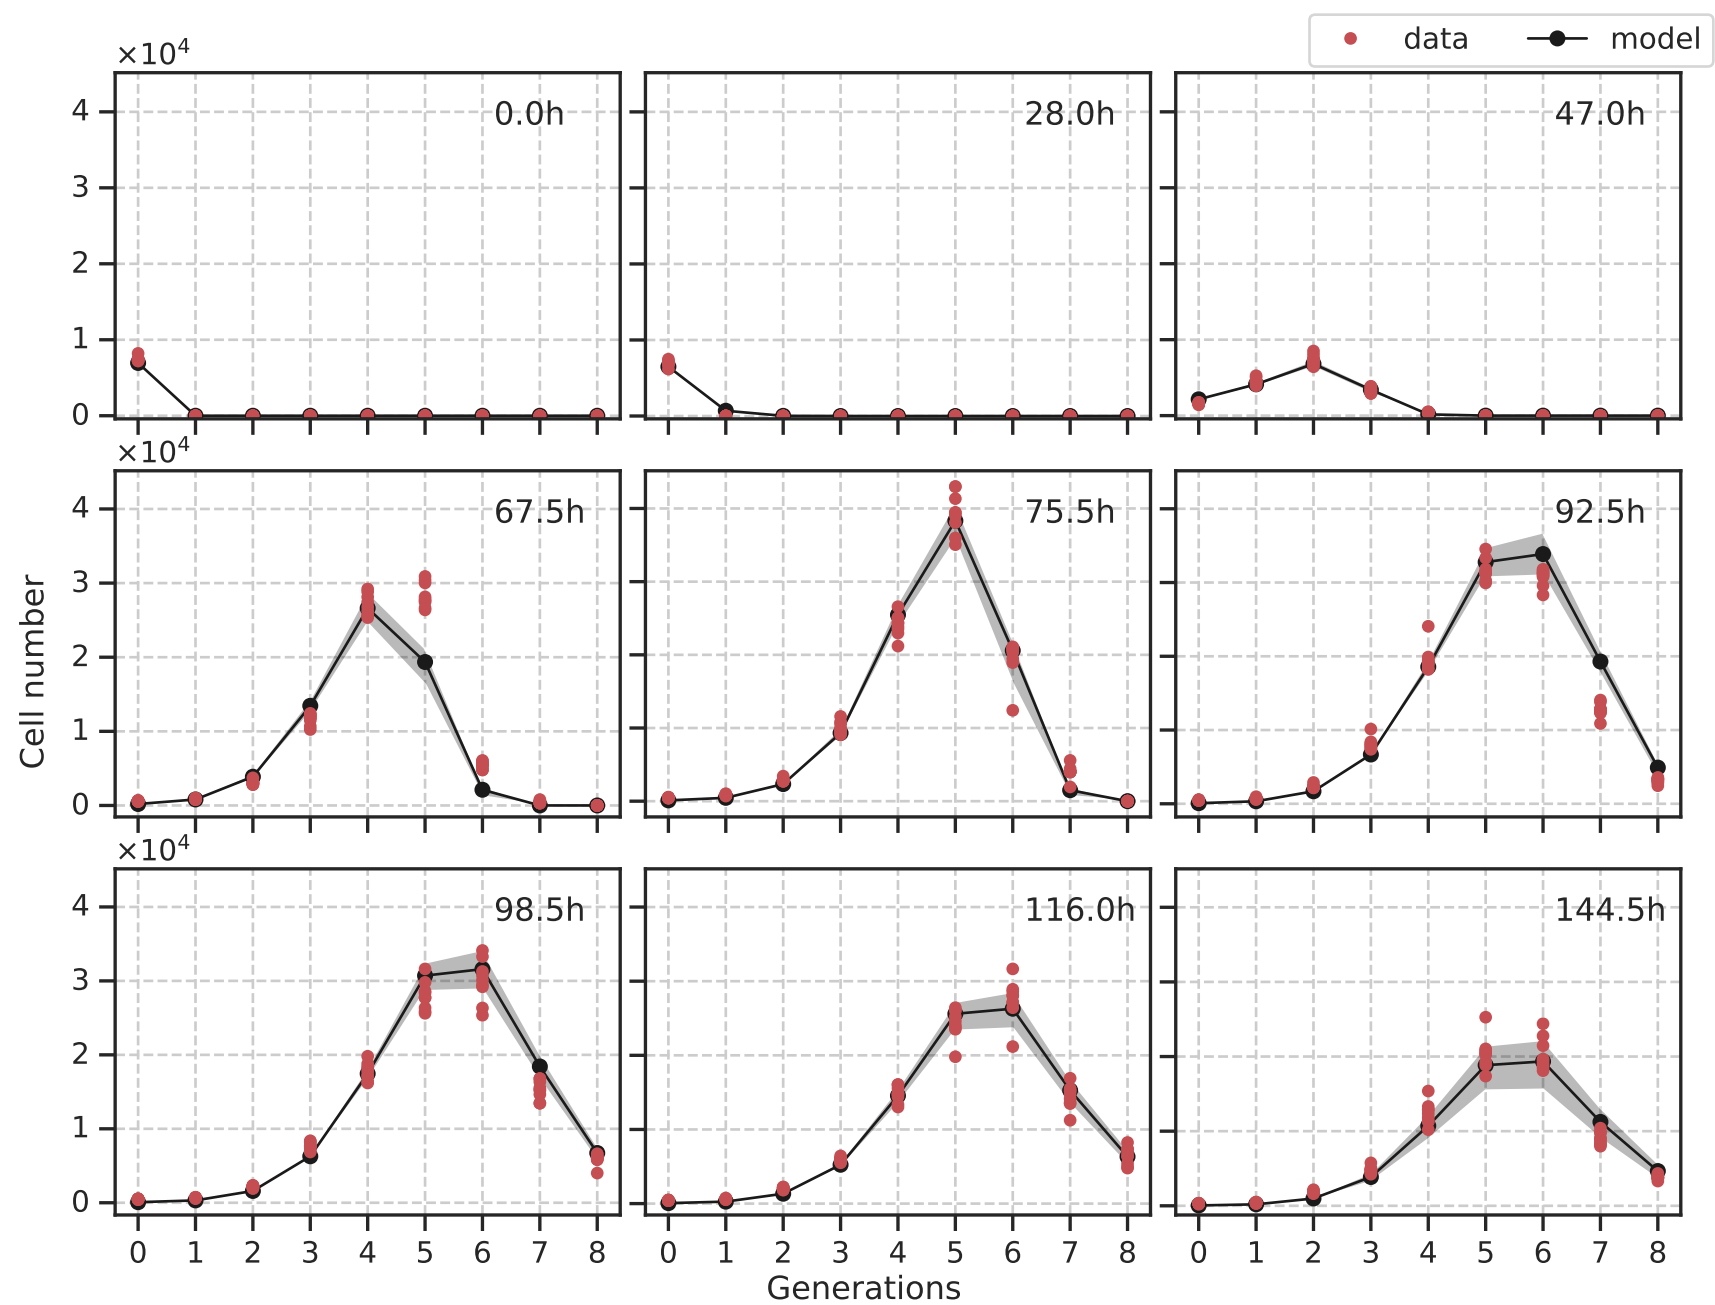 data model
×10⁴
4 0.0h 28.0h 47.0h
3
2
1
0
×10⁴
4 67.5h 75.5h 92.5h
3
2
1
0
Cell number
×10⁴
4 98.5h 116.0h 144.5h
3
2
1
0
0 1 2 3 4 5 6 7 8 0 1 2 3 4 5 6 7 8 0 1 2 3 4 5 6 7 8
Generations